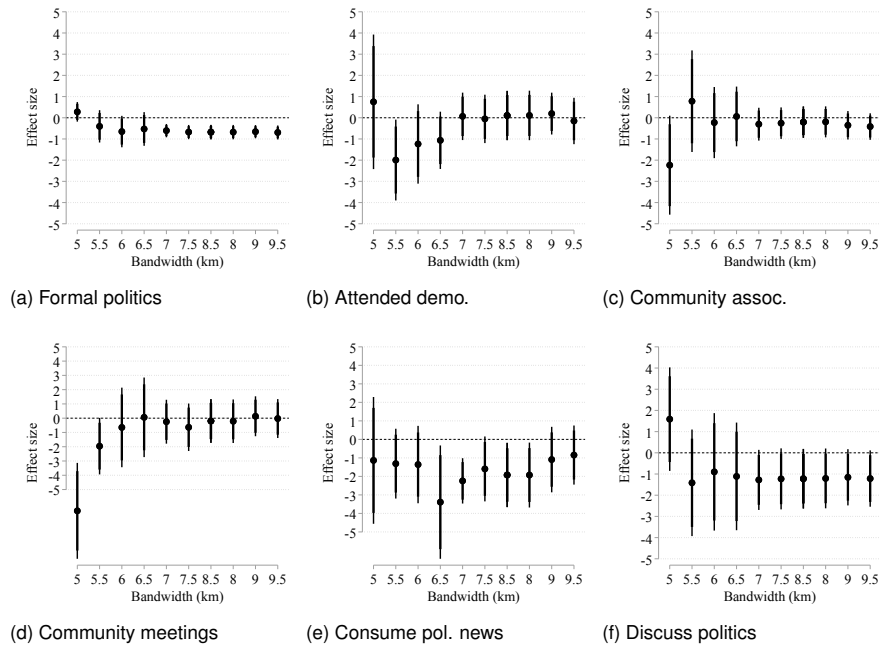 5
4
3
2
1
0
-1
-2
-3
-4
-5
Effect size
5 5.5 6 6.5 7 7.5 8.5 8 9 9.5
Bandwidth (km)
(a) Formal politics
5
4
3
2
1
0
-1
-2
-3
-4
-5
Effect size
5 5.5 6 6.5 7 7.5 8.5 8 9 9.5
Bandwidth (km)
(b) Attended demo.
5
4
3
2
1
0
-1
-2
-3
-4
-5
Effect size
5 5.5 6 6.5 7 7.5 8.5 8 9 9.5
Bandwidth (km)
(c) Community assoc.
5
4
3
2
1
0
-1
-2
-3
-4
-5
Effect size
5 5.5 6 6.5 7 7.5 8.5 8 9 9.5
Bandwidth (km)
(d) Community meetings
5
4
3
2
1
0
-1
-2
-3
-4
-5
Effect size
5 5.5 6 6.5 7 7.5 8.5 8 9 9.5
Bandwidth (km)
(e) Consume pol. news
5
4
3
2
1
0
-1
-2
-3
-4
-5
Effect size
5 5.5 6 6.5 7 7.5 8.5 8 9 9.5
Bandwidth (km)
(f) Discuss politics